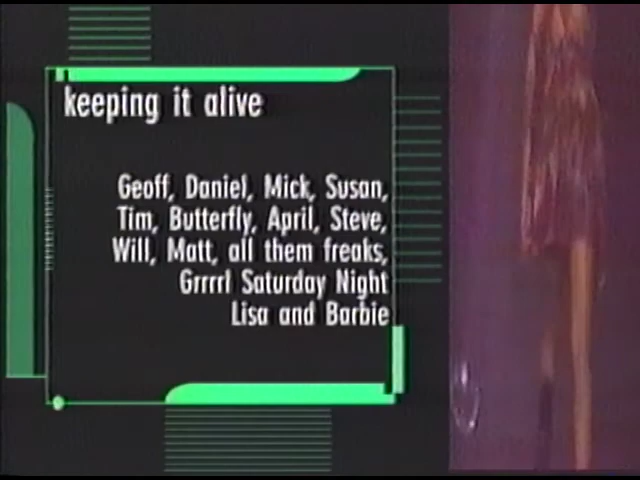 keeping it alive
Geoff, Daniel, Mick, Susan,
Tim, Butterfly, April, Steve,
Will, Matt, all them freaks,
Grrrrl Saturday Night
Lisa and Barbie